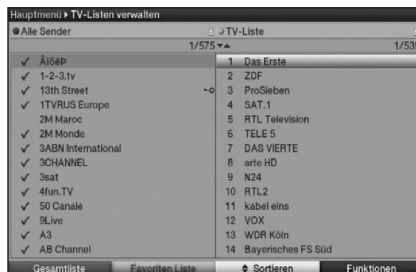 Hauptmenü ▸ TV-Listen verwalten
Alle Sender
TV-Liste
1/575
1/535
ÂÌôëÞ
1-2-3.tv
13th Street
1TVRUS Europe
2M Maroc
2M Monde
3ABN International
3CHANNEL
3sat
4fun.TV
50 Canale
9Live
A3
AB Channel
1 Das Erste
2 ZDF
3 ProSieben
4 SAT.1
5 RTL Television
6 TELE 5
7 DAS VIERTE
8 arte HD
9 N24
10 RTL2
11 kabel eins
12 VOX
13 WDR Köln
14 Bayerisches FS Süd
Gesamtliste
Favoriten Liste
Sortieren
Funktionen